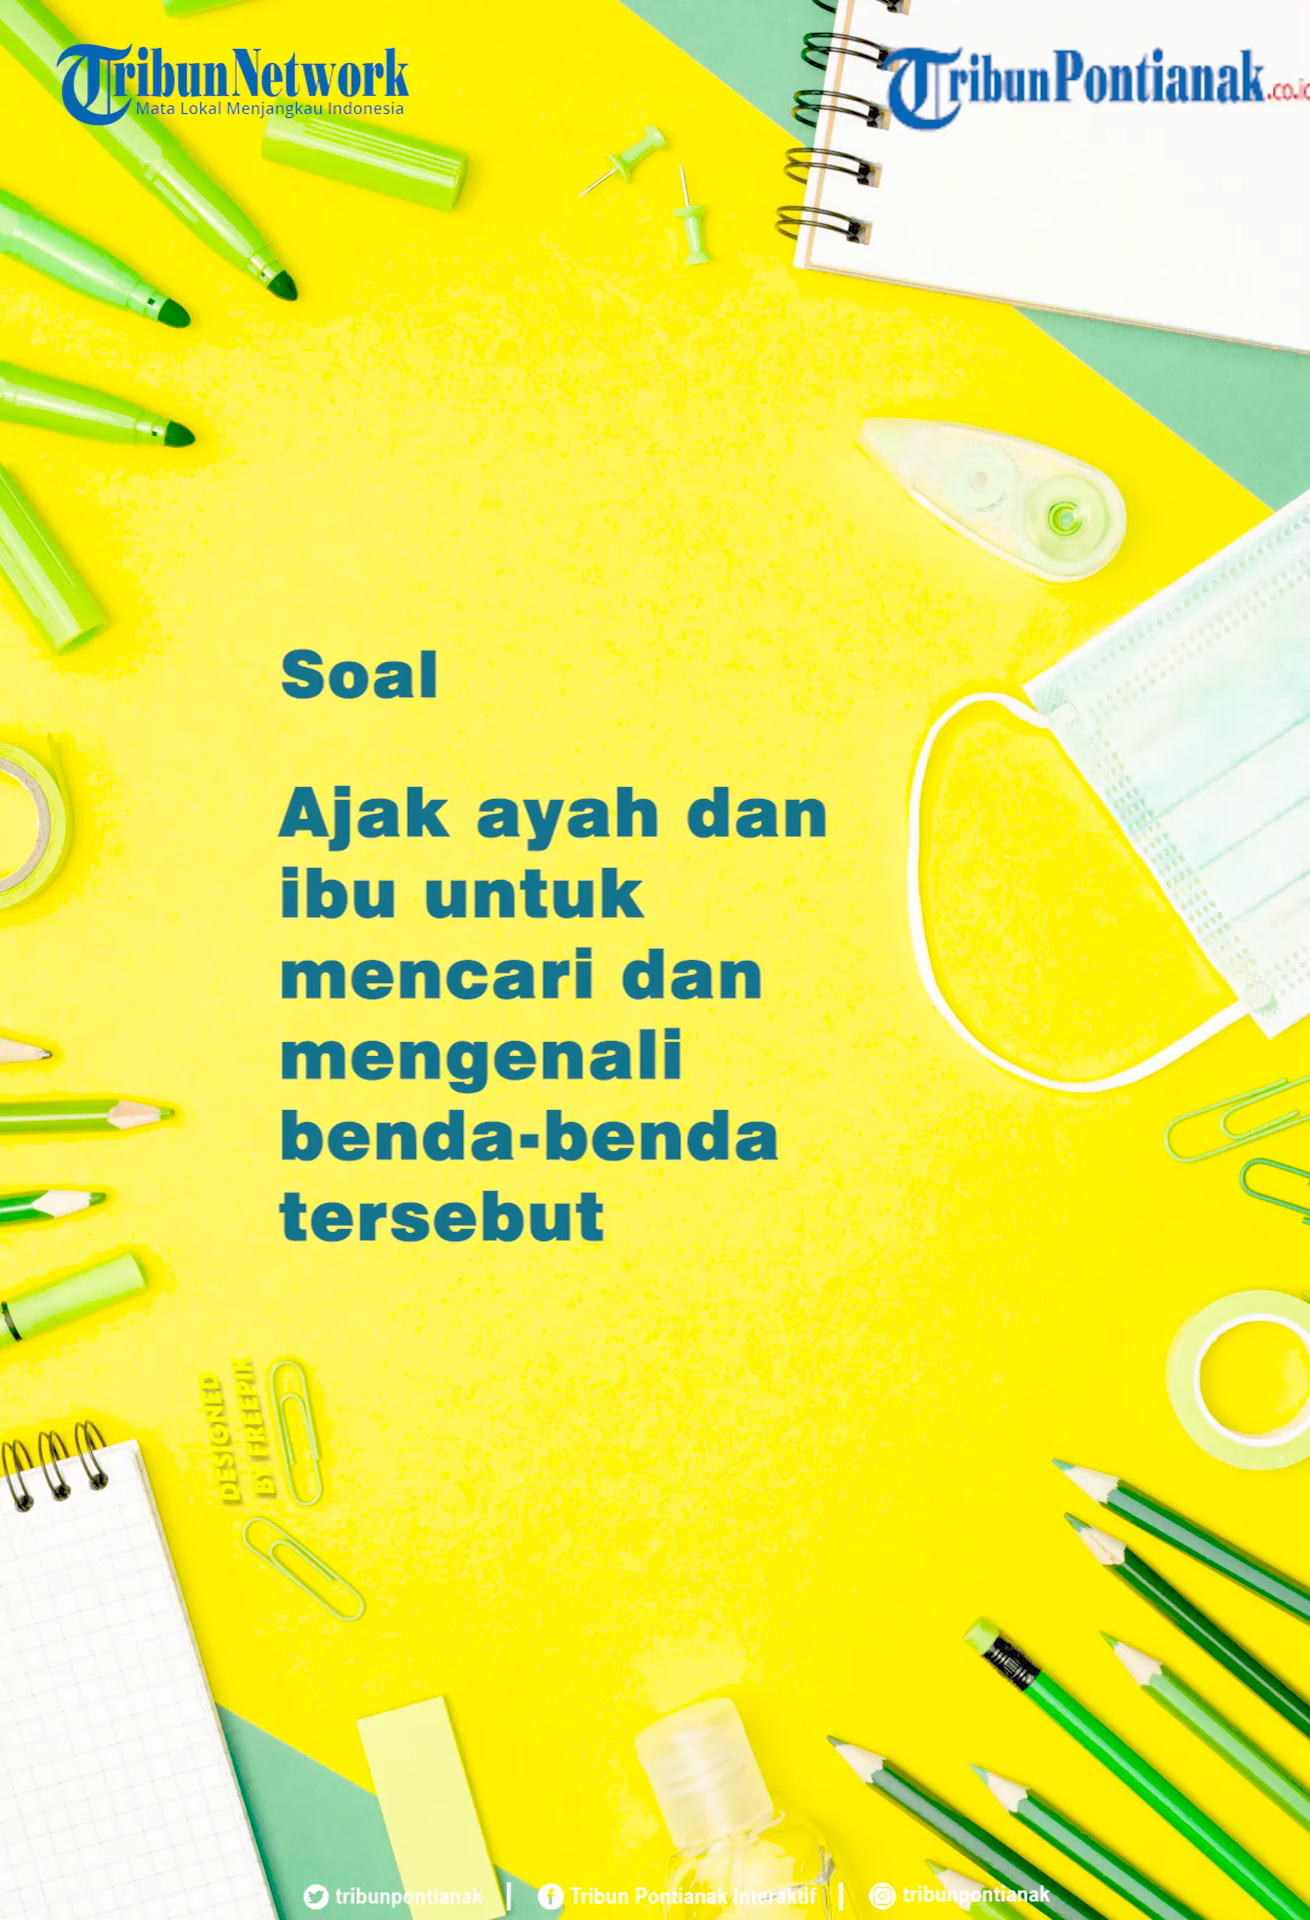 TribunNetwork
Mata Lokal Menjangkau Indonesia
TribunPontianak.co.id
Soal
Ajak ayah dan
ibu untuk
mencari dan
mengenali
benda-benda
tersebut
DESIGNED
BY FREEPIK
tribunpontianak | Tribun Pontianak Interaktif | tribunpontianak